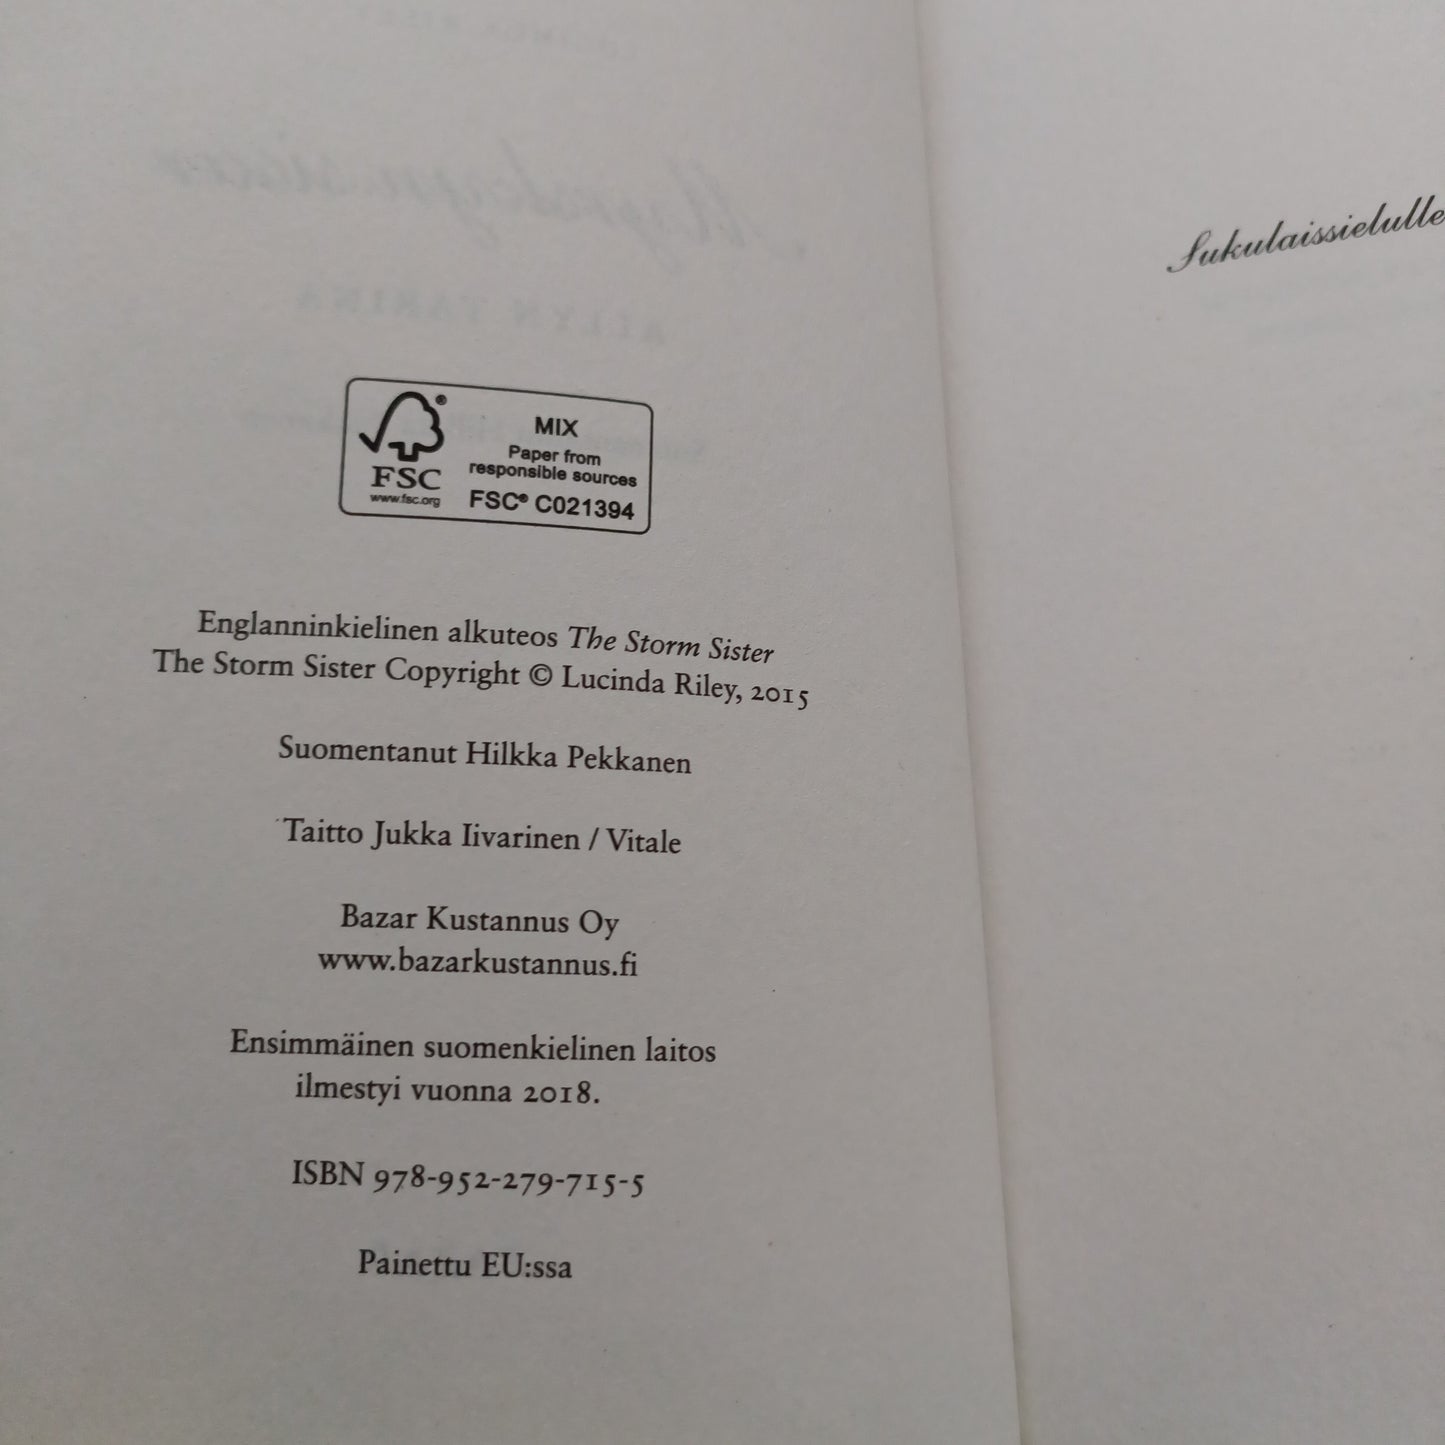 MIX
Paper from
responsible sources
FSC® C021394
FSC
www.fsc.org
®
Englanninkielinen alkuteos The Storm Sister
The Storm Sister Copyright © Lucinda Riley, 2015
Suomentanut Hilkka Pekkanen
Taitto Jukka Iivarinen / Vitale
Bazar Kustannus Oy
www.bazarkustannus.fi
Ensimmäinen suomenkielinen laitos
ilmestyi vuonna 2018.
ISBN 978-952-279-715-5
Painettu EU:ssa
Sukulaissielulle